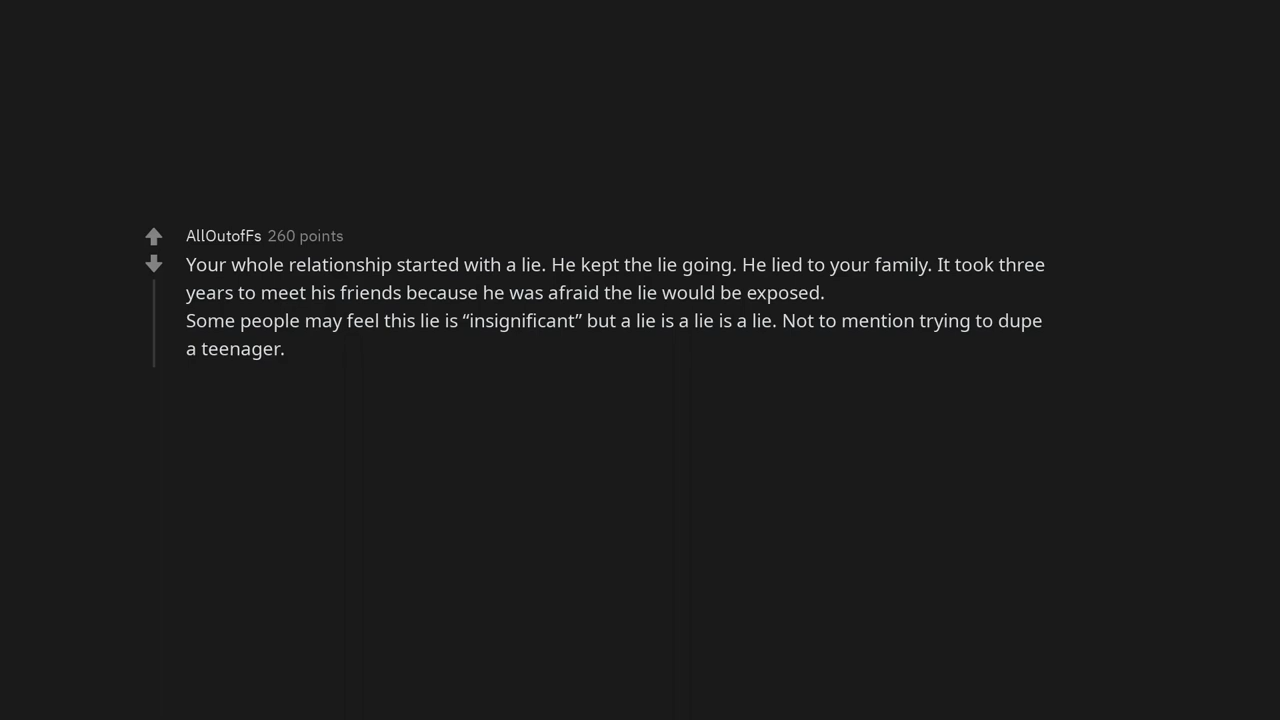 AllOutofFs 260 points
Your whole relationship started with a lie. He kept the lie going. He lied to your family. It took three
years to meet his friends because he was afraid the lie would be exposed.
Some people may feel this lie is “insignificant” but a lie is a lie is a lie. Not to mention trying to dupe
a teenager.